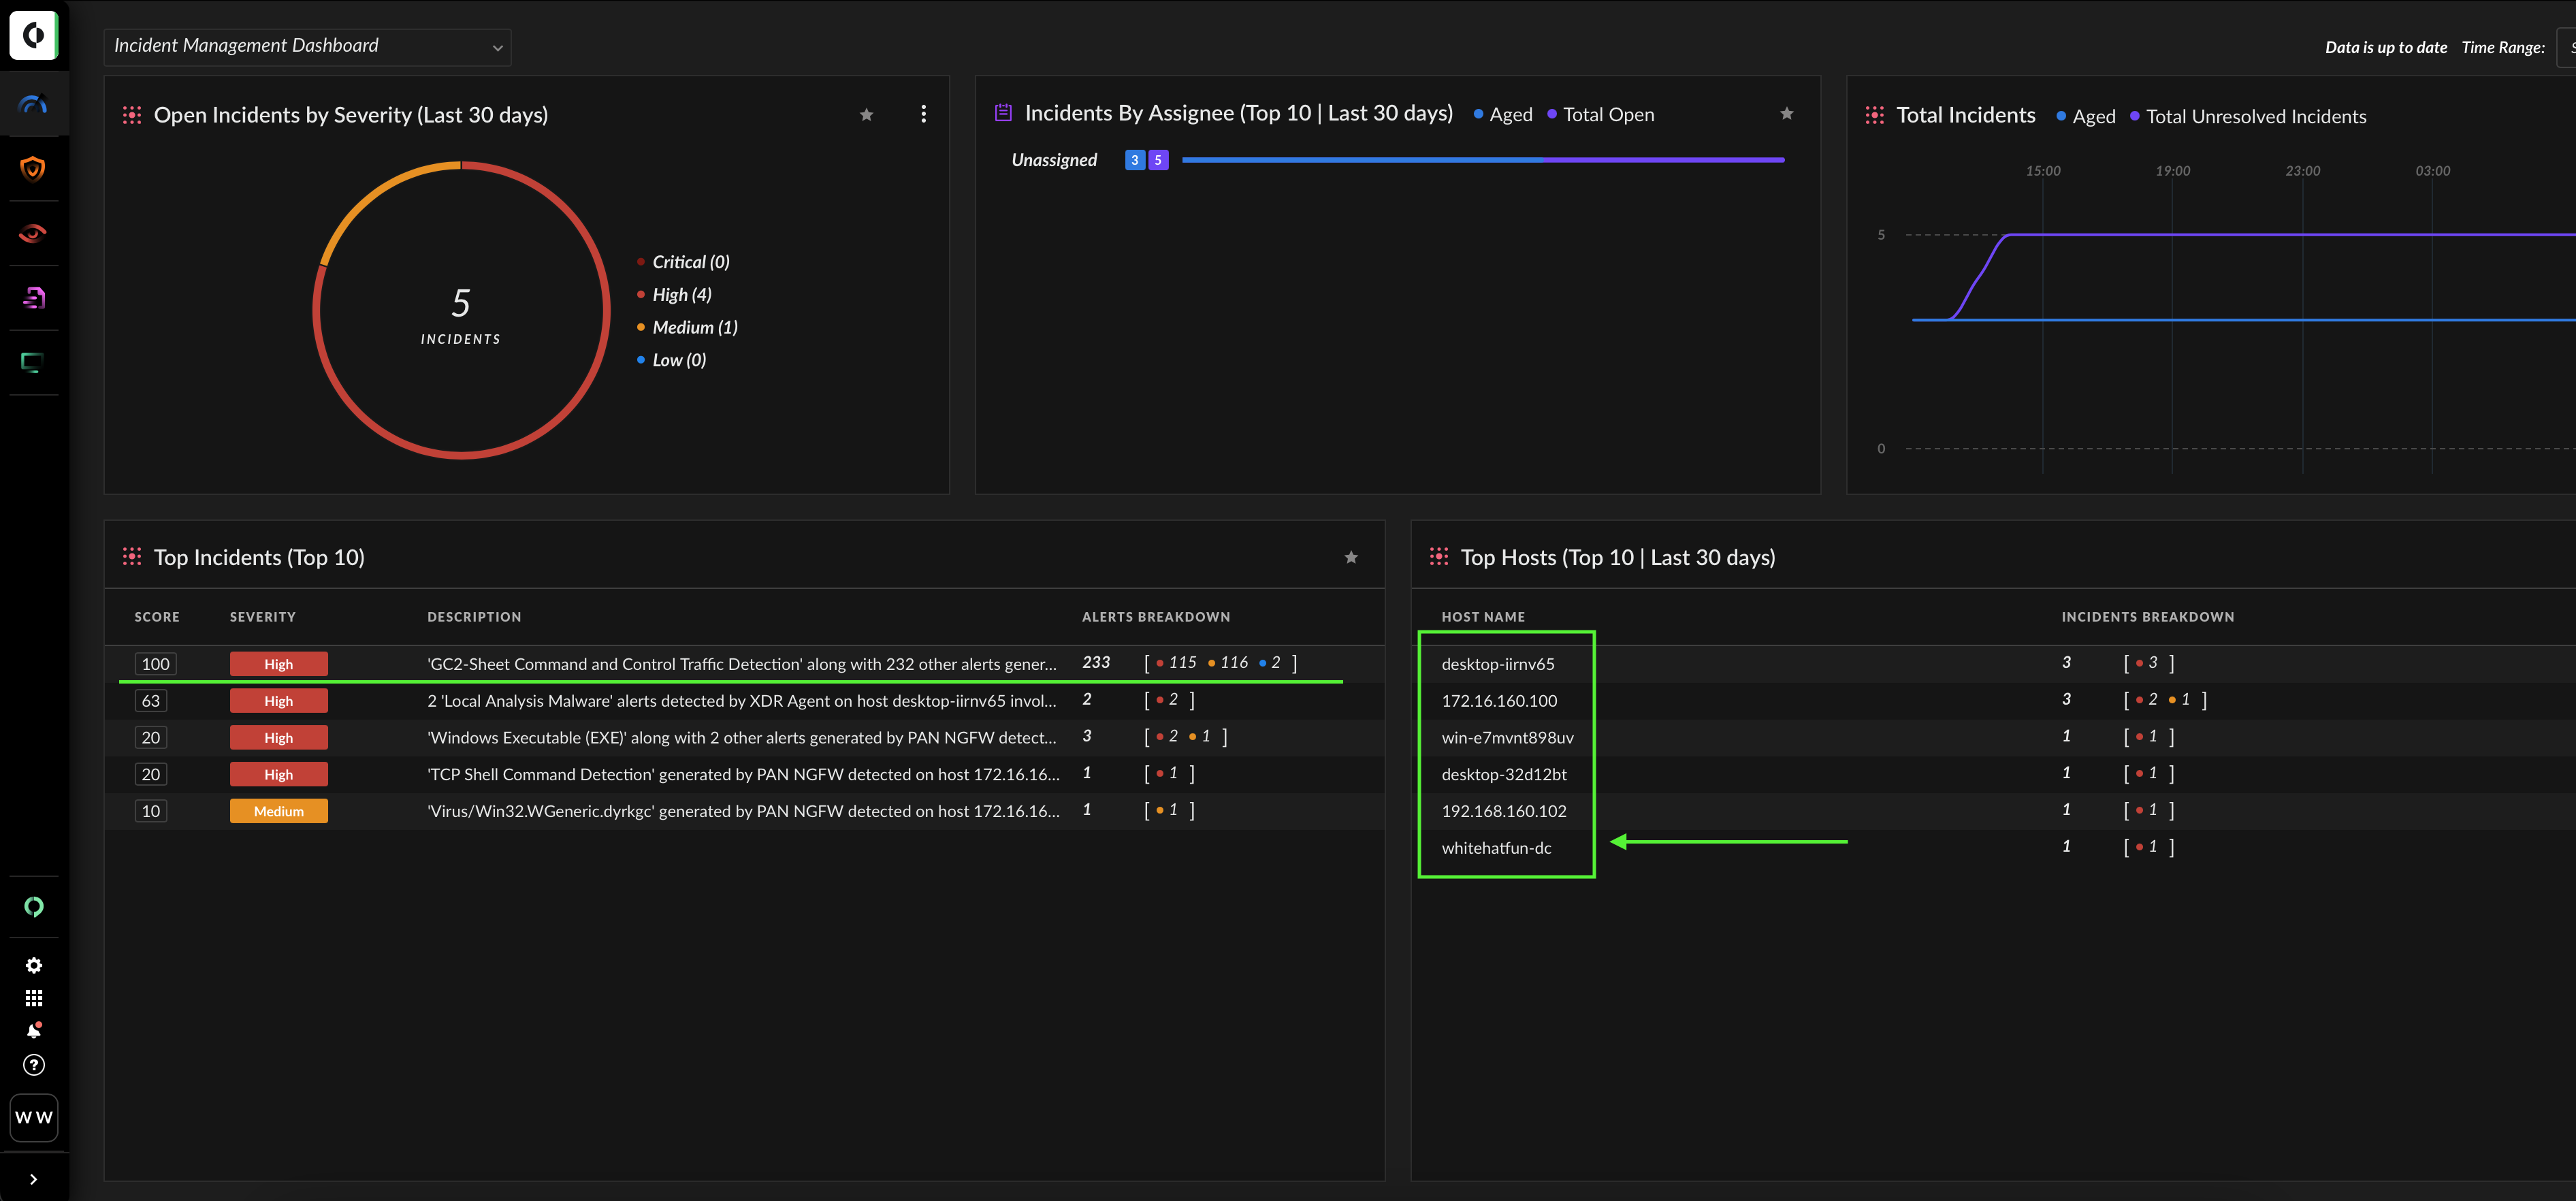 Incident Management Dashboard
Data is up to date Time Range:
Open Incidents by Severity (Last 30 days)
5
INCIDENTS
Critical (0)
High (4)
Medium (1)
Low (0)
Incidents By Assignee (Top 10 | Last 30 days) Aged Total Open
Unassigned 3 5
Total Incidents Aged Total Unresolved Incidents
15:00 19:00 23:00 03:00
5
0
Top Incidents (Top 10)
SCORE SEVERITY DESCRIPTION ALERTS BREAKDOWN
100 High 'GC2-Sheet Command and Control Traffic Detection' along with 232 other alerts gener... 233 [ 115 116 2 ]
63 High 2 'Local Analysis Malware' alerts detected by XDR Agent on host desktop-iirnv65 invol... 2 [ 2 ]
20 High 'Windows Executable (EXE)' along with 2 other alerts generated by PAN NGFW detect... 3 [ 2 1 ]
20 High 'TCP Shell Command Detection' generated by PAN NGFW detected on host 172.16.16... 1 [ 1 ]
10 Medium 'Virus/Win32.WGeneric.dyrkgc' generated by PAN NGFW detected on host 172.16.16... 1 [ 1 ]
Top Hosts (Top 10 | Last 30 days)
HOST NAME INCIDENTS BREAKDOWN
desktop-iirnv65 3 [ 3 ]
172.16.160.100 3 [ 2 1 ]
win-e7mvnt898uv 1 [ 1 ]
desktop-32d12bt 1 [ 1 ]
192.168.160.102 1 [ 1 ]
whitehatfun-dc 1 [ 1 ]
W W